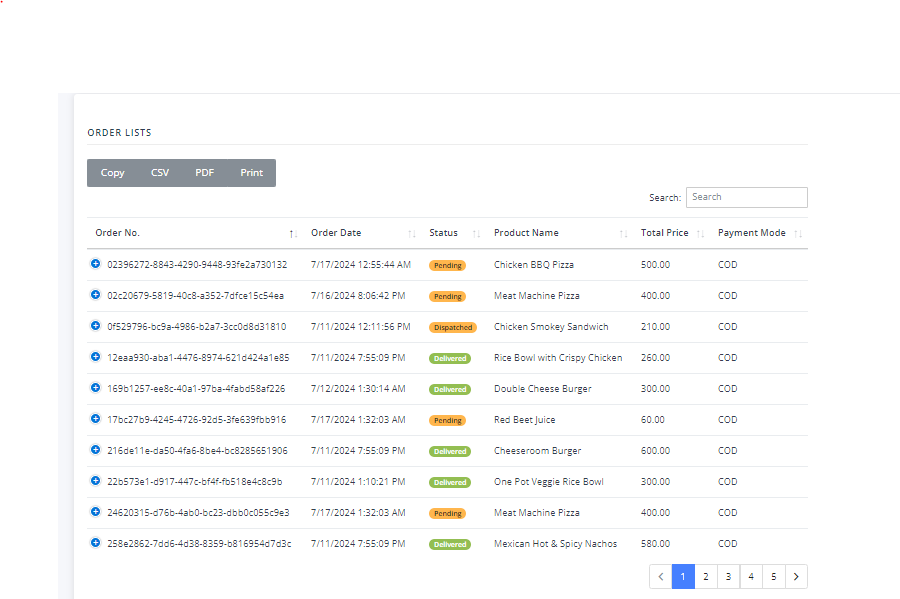 ORDER LISTS
Copy CSV PDF Print
Search: Search
Order No. Order Date Status Product Name Total Price Payment Mode
02396272-8843-4290-9448-93fe2a730132 7/17/2024 12:55:44 AM Pending Chicken BBQ Pizza 500.00 COD
02c20679-5819-40c8-a352-7dfce15c54ea 7/16/2024 8:06:42 PM Pending Meat Machine Pizza 400.00 COD
0f529796-bc9a-4986-b2a7-3cc0d8d31810 7/11/2024 12:11:56 PM Dispatched Chicken Smokey Sandwich 210.00 COD
12eaa930-aba1-4476-8974-621d424a1e85 7/11/2024 7:55:09 PM Delivered Rice Bowl with Crispy Chicken 260.00 COD
169b1257-ee8c-40a1-97ba-4fabd58af226 7/12/2024 1:30:14 AM Delivered Double Cheese Burger 300.00 COD
17bc27b9-4245-4726-92d5-3fe639fbb916 7/17/2024 1:32:03 AM Pending Red Beet Juice 60.00 COD
216de11e-da50-4fa6-8be4-bc8285651906 7/11/2024 7:55:09 PM Delivered Cheeseroom Burger 600.00 COD
22b573e1-d917-447c-bf4f-fb518e4c8c9b 7/11/2024 1:10:21 PM Delivered One Pot Veggie Rice Bowl 300.00 COD
24620315-d76b-4ab0-bc23-dbb0c055c9e3 7/17/2024 1:32:03 AM Pending Meat Machine Pizza 400.00 COD
258e2862-7dd6-4d38-8359-b816954d7d3c 7/11/2024 7:55:09 PM Delivered Mexican Hot & Spicy Nachos 580.00 COD
1 2 3 4 5